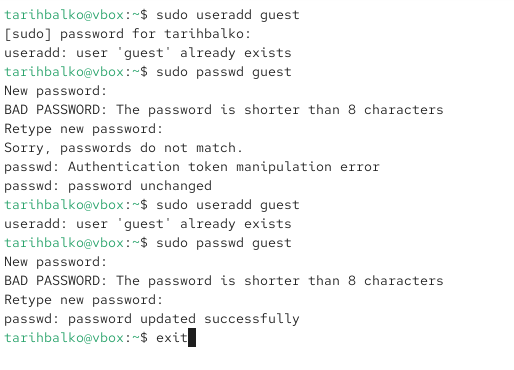 tarihbalko@vbox:~$ sudo useradd guest
[sudo] password for tarihbalko:
useradd: user 'guest' already exists
tarihbalko@vbox:~$ sudo passwd guest
New password:
BAD PASSWORD: The password is shorter than 8 characters
Retype new password:
Sorry, passwords do not match.
passwd: Authentication token manipulation error
passwd: password unchanged
tarihbalko@vbox:~$ sudo useradd guest
useradd: user 'guest' already exists
tarihbalko@vbox:~$ sudo passwd guest
New password:
BAD PASSWORD: The password is shorter than 8 characters
Retype new password:
passwd: password updated successfully
tarihbalko@vbox:~$ exit